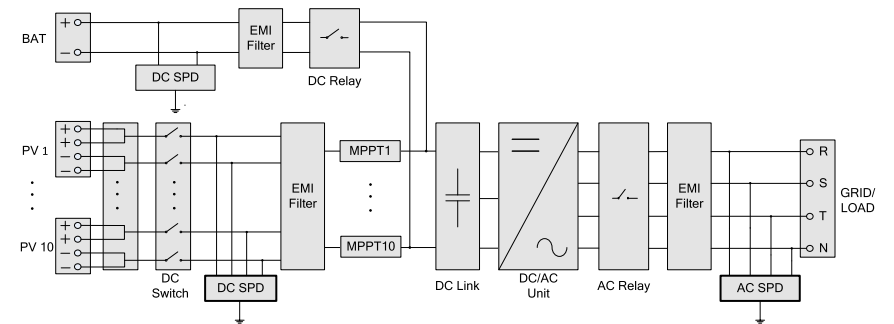 BAT
+
−
EMI
Filter
DC SPD
DC Relay
PV 1
+
+
−
−
PV 10
+
+
−
−
DC
Switch
DC SPD
EMI
Filter
MPPT1
MPPT10
DC Link
DC/AC
Unit
AC Relay
EMI
Filter
AC SPD
R
S
T
N
GRID/
LOAD